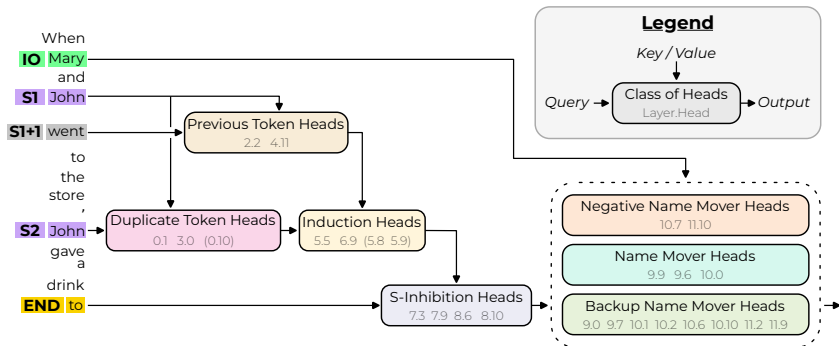 When
IO Mary
and
S1 John
S1+1 went
to
the
store
,
S2 John
gave
a
drink
END to
Previous Token Heads
2.2 4.11
Duplicate Token Heads
0.1 3.0 (0.10)
Induction Heads
5.5 6.9 (5.8 5.9)
S-Inhibition Heads
7.3 7.9 8.6 8.10
Legend
Key / Value
Query
Class of Heads
Layer.Head
Output
Negative Name Mover Heads
10.7 11.10
Name Mover Heads
9.9 9.6 10.0
Backup Name Mover Heads
9.0 9.7 10.1 10.2 10.6 10.10 11.2 11.9